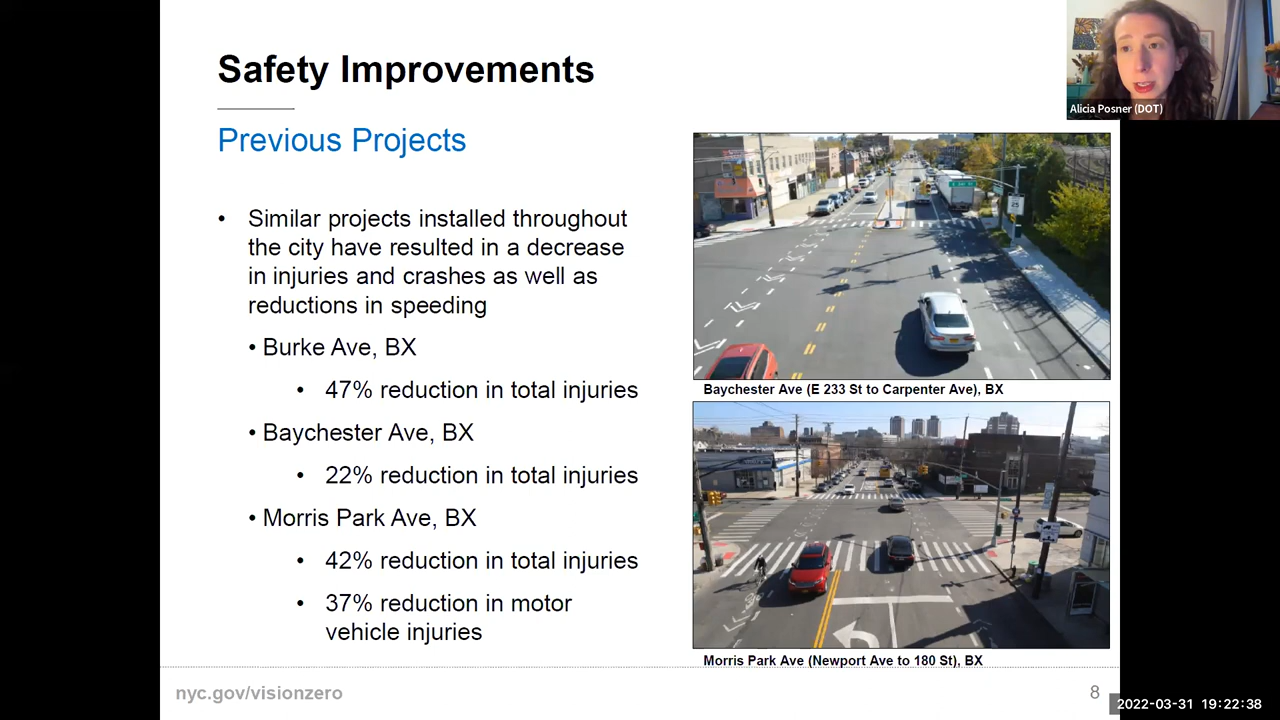 Safety Improvements
Previous Projects
• Similar projects installed throughout
the city have resulted in a decrease
in injuries and crashes as well as
reductions in speeding
• Burke Ave, BX
• 47% reduction in total injuries
• Baychester Ave, BX
• 22% reduction in total injuries
• Morris Park Ave, BX
• 42% reduction in total injuries
• 37% reduction in motor
vehicle injuries
Alicia Posner (DOT)
25
Baychester Ave (E 233 St to Carpenter Ave), BX
Morris Park Ave (Newport Ave to 180 St), BX
nyc.gov/visionzero
8
2022-03-31 19:22:38